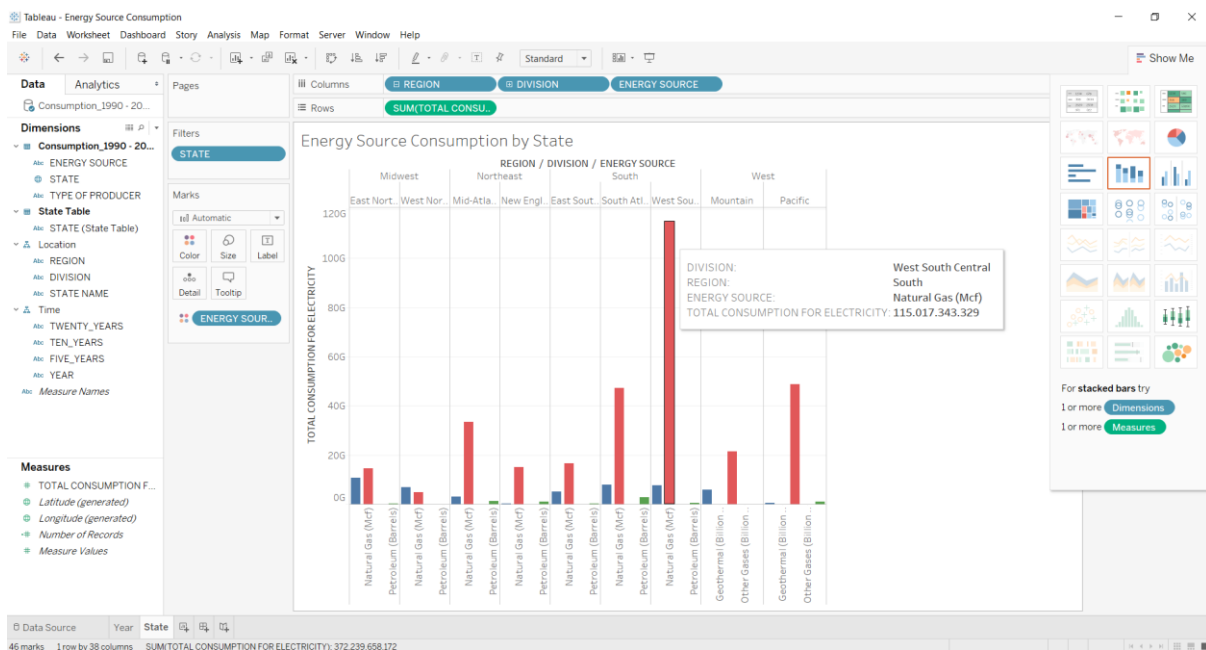 Tableau - Energy Source Consumption
File Data Worksheet Dashboard Story Analysis Map Format Server Window Help
Standard
Show Me
Data Analytics
Consumption_1990 - 20...
Dimensions
Consumption_1990 - 20...
Abc ENERGY SOURCE
STATE
Abc TYPE OF PRODUCER
State Table
Abc STATE (State Table)
Location
Abc REGION
Abc DIVISION
Abc STATE NAME
Time
Abc TWENTY_YEARS
Abc TEN_YEARS
Abc FIVE_YEARS
Abc YEAR
Abc Measure Names
Measures
TOTAL CONSUMPTION F...
Latitude (generated)
Longitude (generated)
Number of Records
Measure Values
Pages
Filters
STATE
Marks
Automatic
Color Size Label
Detail Tooltip
ENERGY SOUR..
Columns REGION DIVISION ENERGY SOURCE
Rows SUM(TOTAL CONSU..
Energy Source Consumption by State
REGION / DIVISION / ENERGY SOURCE
Midwest Northeast South West
East Nort.. West Nor.. Mid-Atla.. New Engl.. East Sout.. South Atl.. West Sou.. Mountain Pacific
TOTAL CONSUMPTION FOR ELECTRICITY
120G
100G
80G
60G
40G
20G
0G
DIVISION: West South Central
REGION: South
ENERGY SOURCE: Natural Gas (Mcf)
TOTAL CONSUMPTION FOR ELECTRICITY: 115.017.343.329
Natural Gas (Mcf)
Petroleum (Barrels)
Natural Gas (Mcf)
Petroleum (Barrels)
Natural Gas (Mcf)
Petroleum (Barrels)
Natural Gas (Mcf)
Petroleum (Barrels)
Natural Gas (Mcf)
Petroleum (Barrels)
Natural Gas (Mcf)
Petroleum (Barrels)
Natural Gas (Mcf)
Petroleum (Barrels)
Geothermal (Billion ..
Other Gases (Billion ..
Geothermal (Billion ..
Other Gases (Billion ..
For stacked bars try
1 or more Dimensions
1 or more Measures
Data Source Year State
46 marks 1 row by 38 columns SUM(TOTAL CONSUMPTION FOR ELECTRICITY): 372.239.658.172